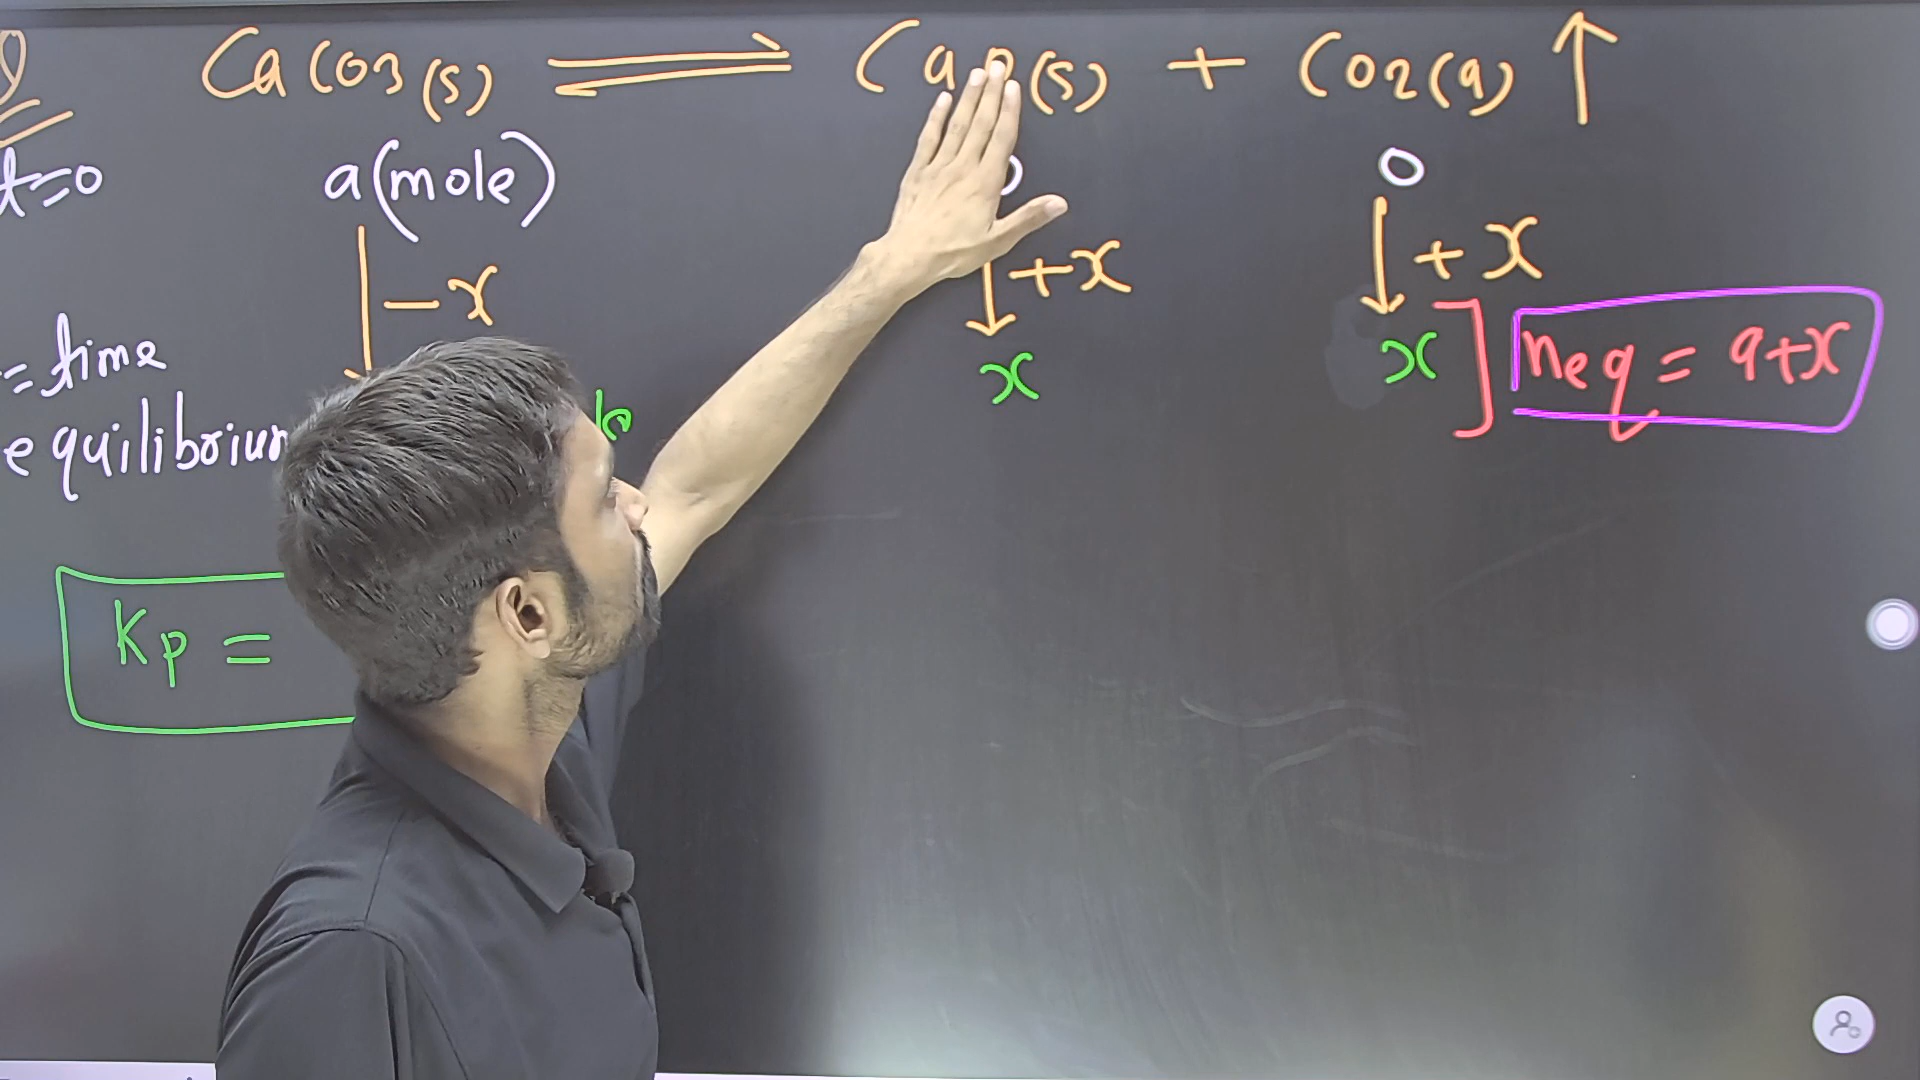 CaCO3(s) ⇌ CaO(s) + CO2(g) ↑
t=0 a(mole) 0 0
-x +x +x
= time x x ] neq = a+x
equilibrium
Kp =